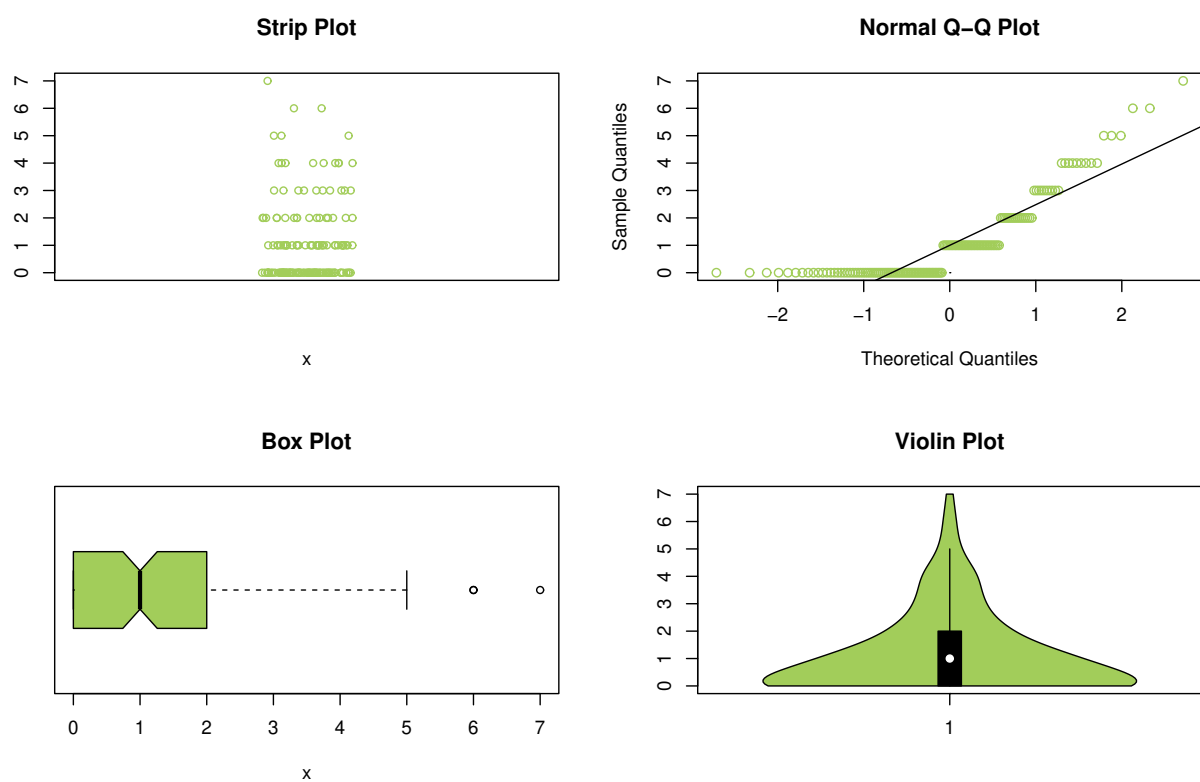 Strip Plot
7
6
5
4
3
2
1
0
x
Normal Q−Q Plot
Sample Quantiles
7
6
5
4
3
2
1
0
−2 −1 0 1 2
Theoretical Quantiles
Box Plot
0 1 2 3 4 5 6 7
x
Violin Plot
7
6
5
4
3
2
1
0
1